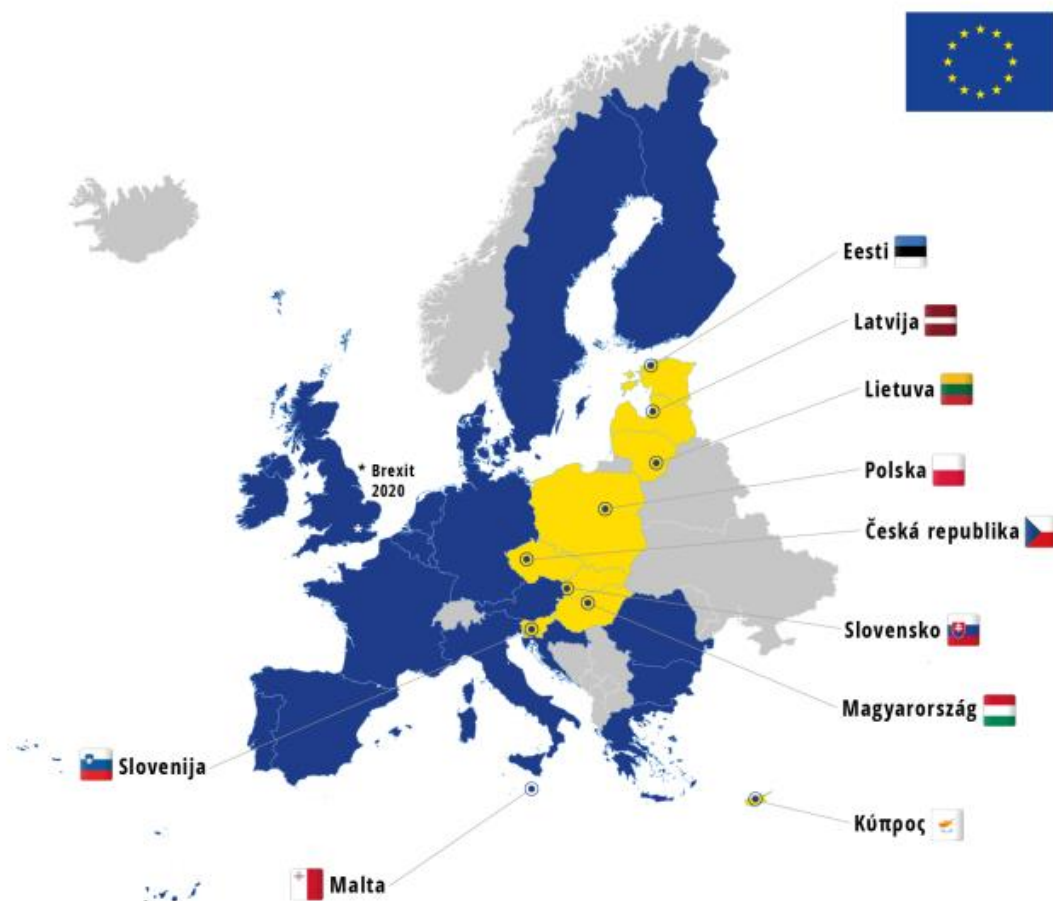 Eesti
Latvija
Lietuva
* Brexit
2020
Polska
Česká republika
*
Slovensko
Magyarország
Slovenija
Κύπρος
Malta